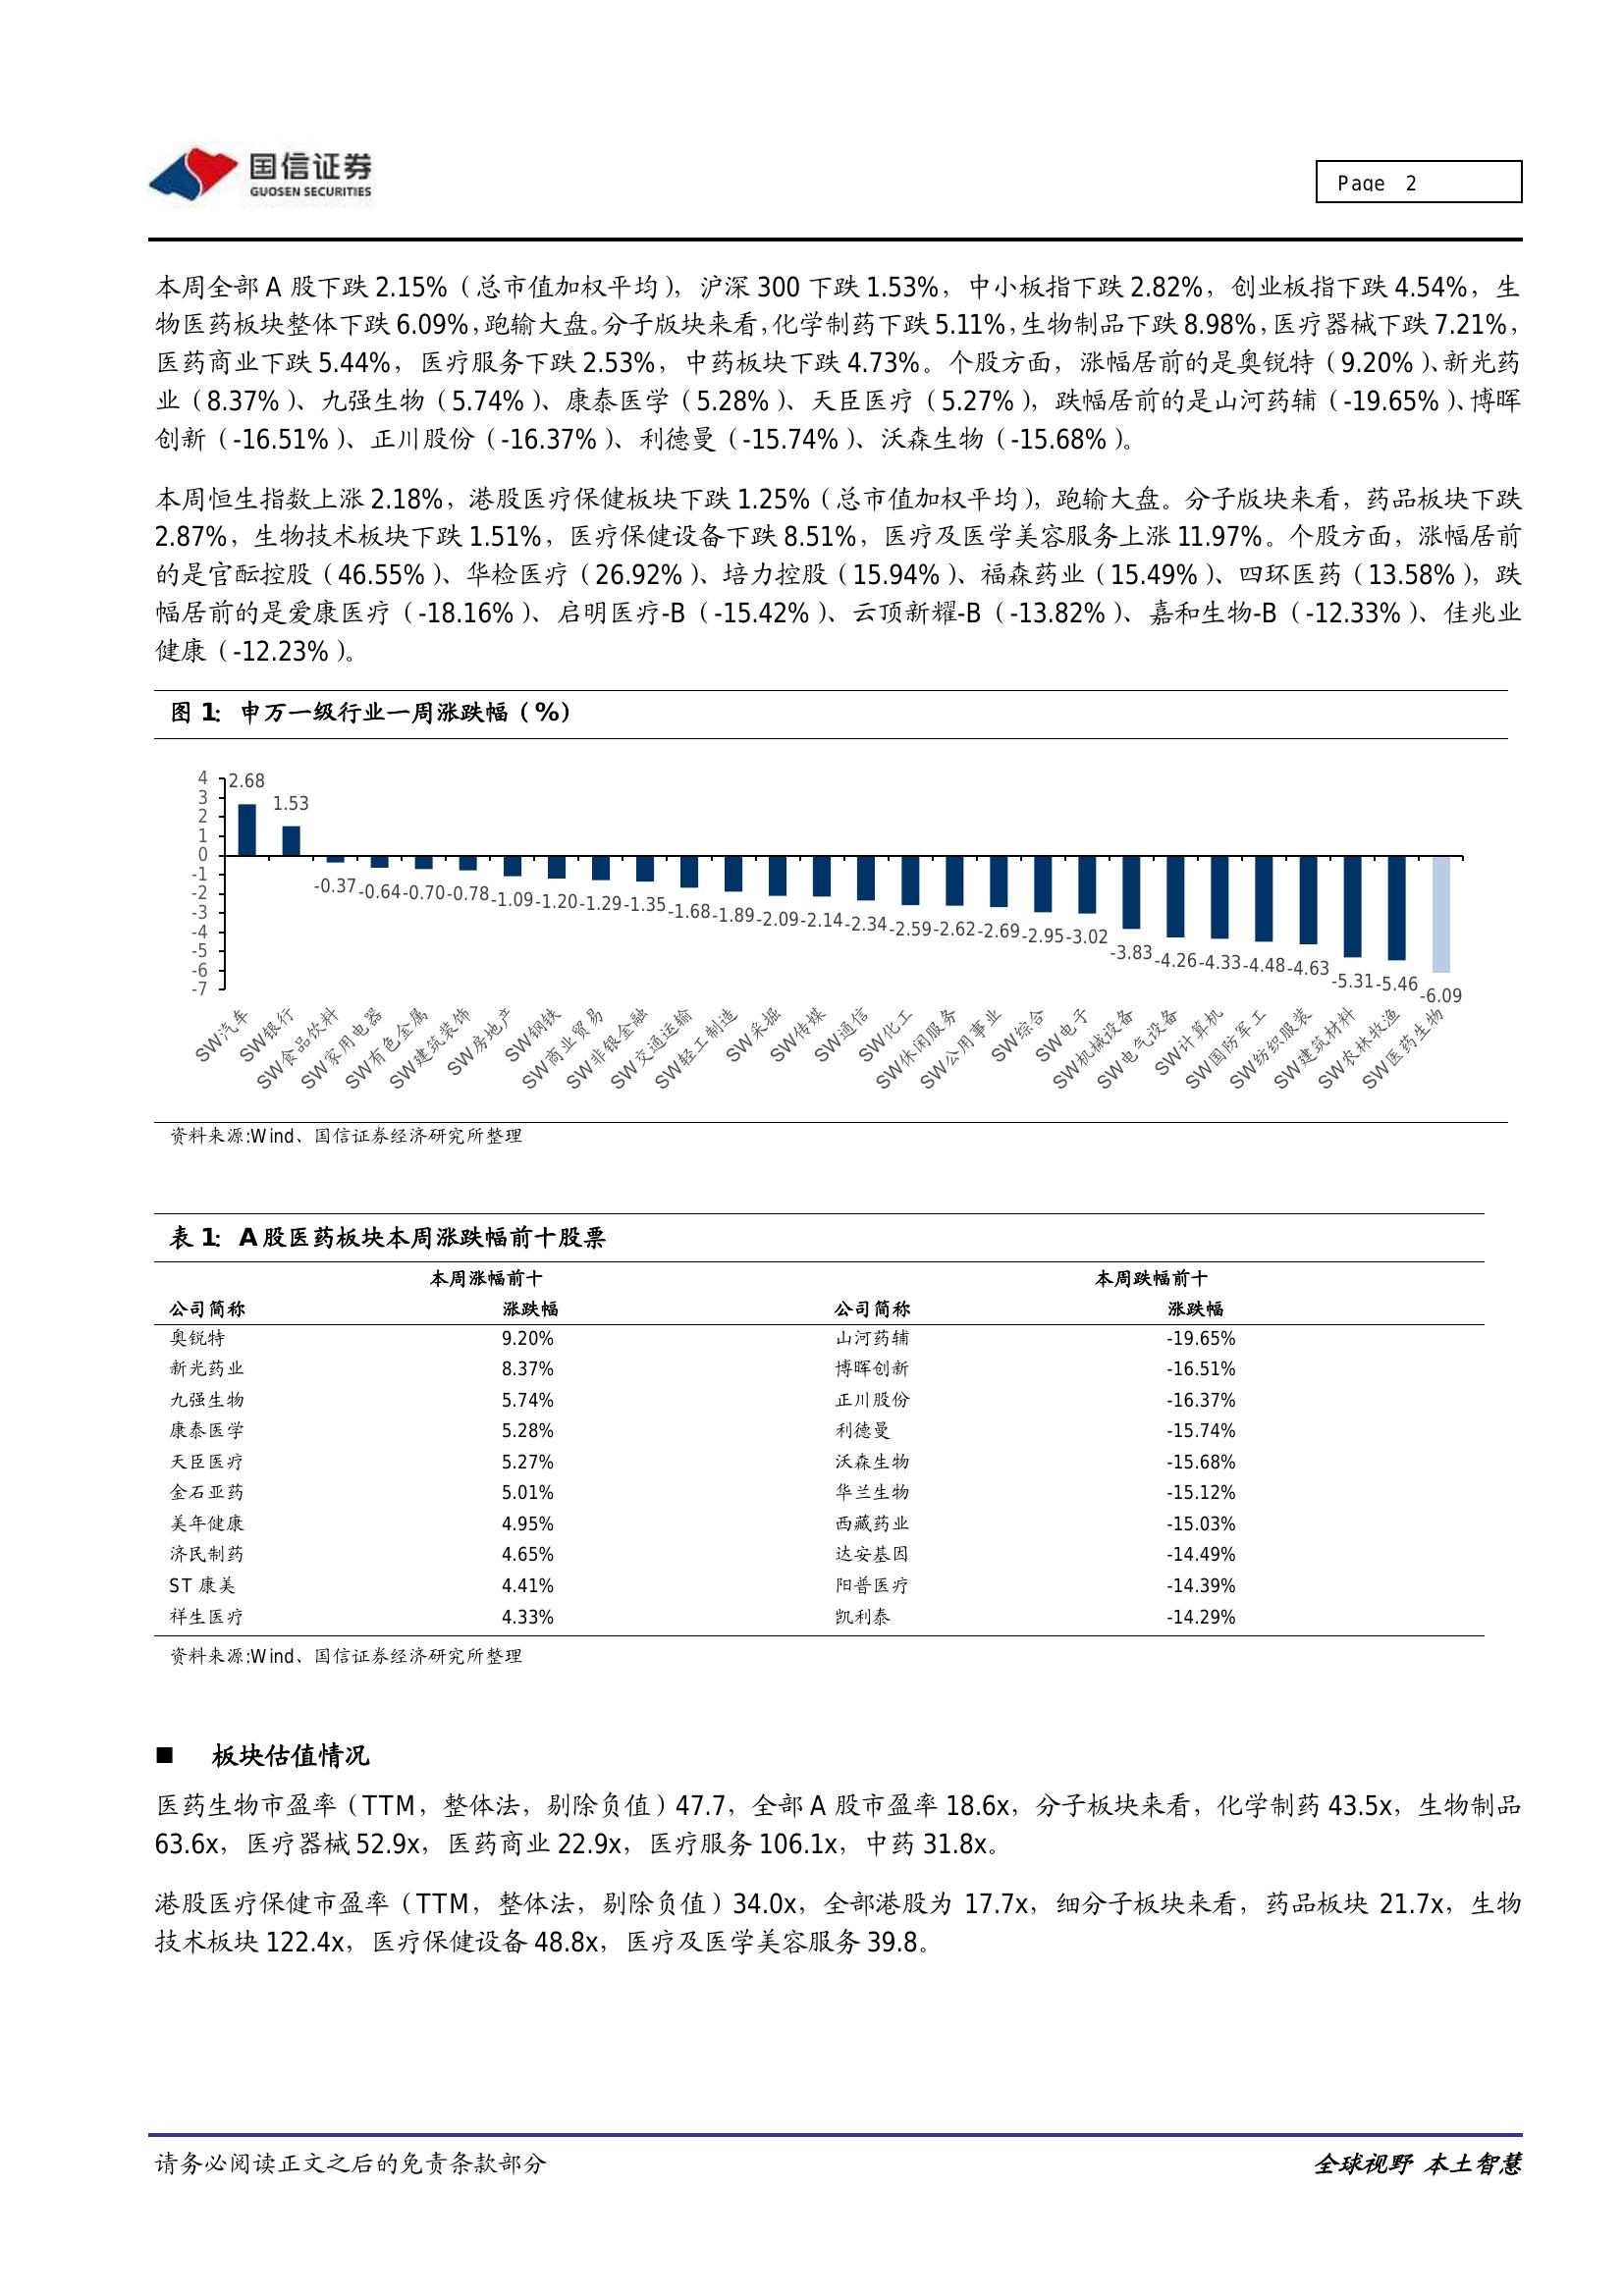 国信证券
GUOSEN SECURITIES
Page 2
本周全部 A 股下跌 2.15%（总市值加权平均），沪深 300 下跌 1.53%，中小板指下跌 2.82%，创业板指下跌 4.54%，生
物医药板块整体下跌 6.09%，跑输大盘。分子版块来看，化学制药下跌 5.11%，生物制品下跌 8.98%，医疗器械下跌 7.21%，
医药商业下跌 5.44%，医疗服务下跌 2.53%，中药板块下跌 4.73%。个股方面，涨幅居前的是奥锐特（9.20%）、新光药
业（8.37%）、九强生物（5.74%）、康泰医学（5.28%）、天臣医疗（5.27%），跌幅居前的是山河药辅（-19.65%）、博晖
创新（-16.51%）、正川股份（-16.37%）、利德曼（-15.74%）、沃森生物（-15.68%）。
本周恒生指数上涨 2.18%，港股医疗保健板块下跌 1.25%（总市值加权平均），跑输大盘。分子版块来看，药品板块下跌
2.87%，生物技术板块下跌 1.51%，医疗保健设备下跌 8.51%，医疗及医学美容服务上涨 11.97%。个股方面，涨幅居前
的是官酝控股（46.55%）、华检医疗（26.92%）、培力控股（15.94%）、福森药业（15.49%）、四环医药（13.58%），跌
幅居前的是爱康医疗（-18.16%）、启明医疗-B（-15.42%）、云顶新耀-B（-13.82%）、嘉和生物-B（-12.33%）、佳兆业
健康（-12.23%）。
图 1：申万一级行业一周涨跌幅（%）
4
3
2
1
0
-1
-2
-3
-4
-5
-6
-7
2.68 1.53 -0.37 -0.64 -0.70 -0.78 -1.09 -1.20 -1.29 -1.35 -1.68 -1.89 -2.09 -2.14 -2.34 -2.59 -2.62 -2.69 -2.95 -3.02 -3.83 -4.26 -4.33 -4.48 -4.63 -5.31 -5.46 -6.09
SW汽车 SW银行 SW食品饮料 SW家用电器 SW有色金属 SW建筑装饰 SW房地产 SW钢铁 SW商业贸易 SW非银金融 SW交通运输 SW轻工制造 SW采掘 SW传媒 SW通信 SW化工 SW休闲服务 SW公用事业 SW综合 SW电子 SW机械设备 SW电气设备 SW计算机 SW国防军工 SW纺织服装 SW建筑材料 SW农林牧渔 SW医药生物
资料来源:Wind、国信证券经济研究所整理
表 1：A 股医药板块本周涨跌幅前十股票
本周涨幅前十 本周跌幅前十
公司简称 涨跌幅 公司简称 涨跌幅
奥锐特 9.20% 山河药辅 -19.65%
新光药业 8.37% 博晖创新 -16.51%
九强生物 5.74% 正川股份 -16.37%
康泰医学 5.28% 利德曼 -15.74%
天臣医疗 5.27% 沃森生物 -15.68%
金石亚药 5.01% 华兰生物 -15.12%
美年健康 4.95% 西藏药业 -15.03%
济民制药 4.65% 达安基因 -14.49%
ST 康美 4.41% 阳普医疗 -14.39%
祥生医疗 4.33% 凯利泰 -14.29%
资料来源:Wind、国信证券经济研究所整理
■ 板块估值情况
医药生物市盈率（TTM，整体法，剔除负值）47.7，全部 A 股市盈率 18.6x，分子板块来看，化学制药 43.5x，生物制品
63.6x，医疗器械 52.9x，医药商业 22.9x，医疗服务 106.1x，中药 31.8x。
港股医疗保健市盈率（TTM，整体法，剔除负值）34.0x，全部港股为 17.7x，细分子板块来看，药品板块 21.7x，生物
技术板块 122.4x，医疗保健设备 48.8x，医疗及医学美容服务 39.8。
请务必阅读正文之后的免责条款部分
全球视野 本土智慧